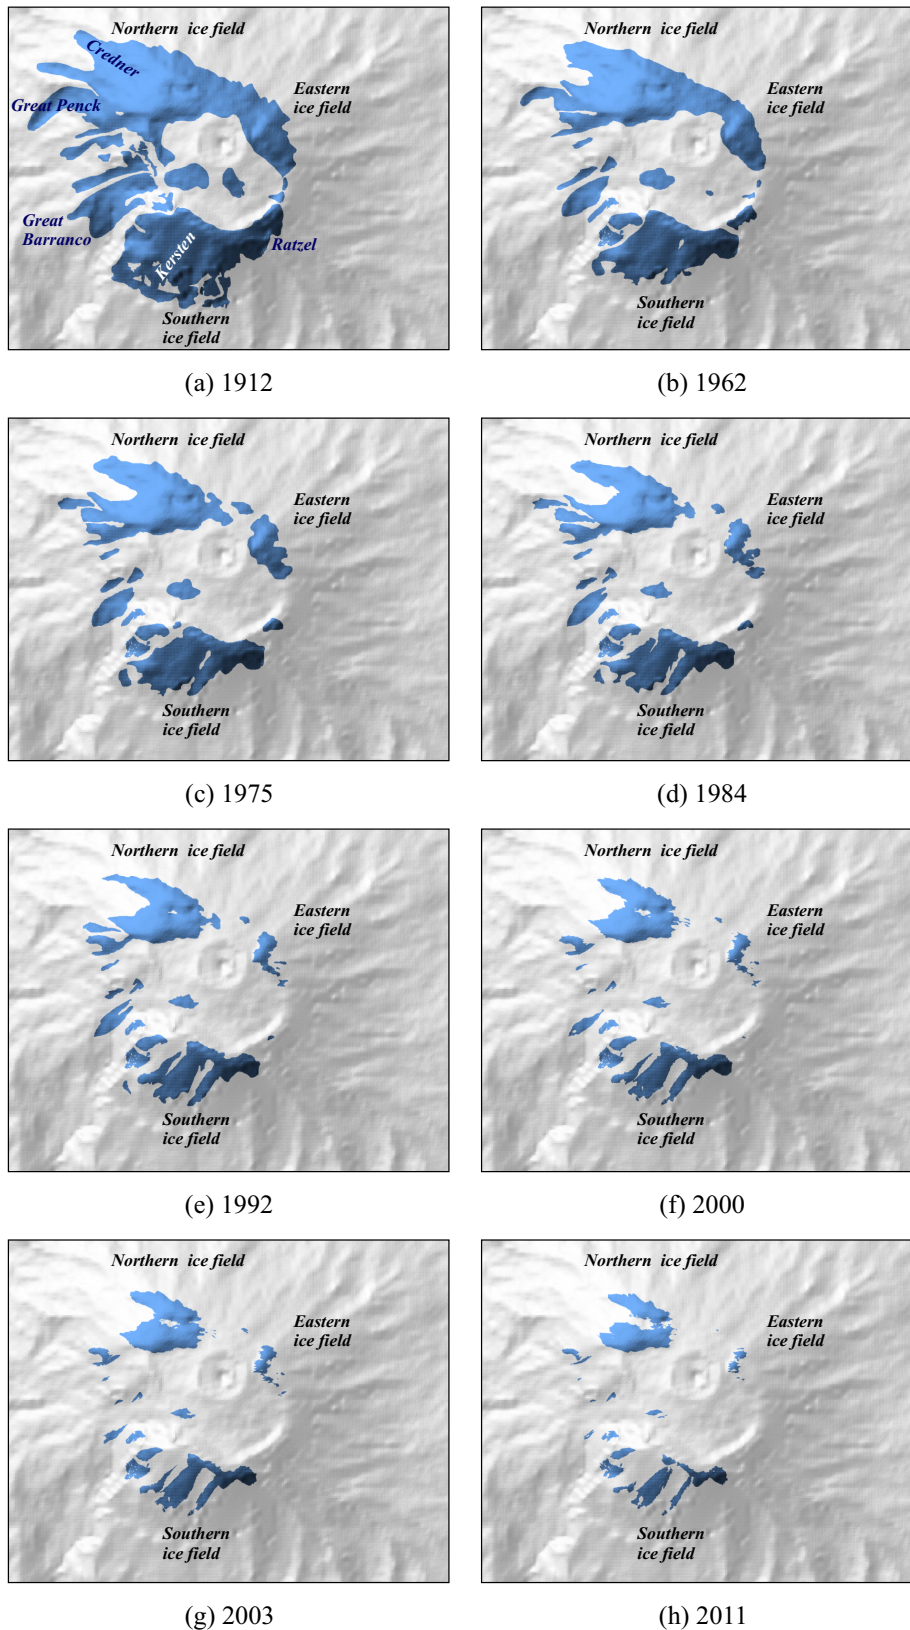 Northern ice field
Credner
Eastern
ice field
Great Penck
Great
Barranco
Kersten
Ratzel
Southern
ice field
(a) 1912
Northern ice field
Eastern
ice field
Southern
ice field
(b) 1962
Northern ice field
Eastern
ice field
Southern
ice field
(c) 1975
Northern ice field
Eastern
ice field
Southern
ice field
(d) 1984
Northern ice field
Eastern
ice field
Southern
ice field
(e) 1992
Northern ice field
Eastern
ice field
Southern
ice field
(f) 2000
Northern ice field
Eastern
ice field
Southern
ice field
(g) 2003
Northern ice field
Eastern
ice field
Southern
ice field
(h) 2011